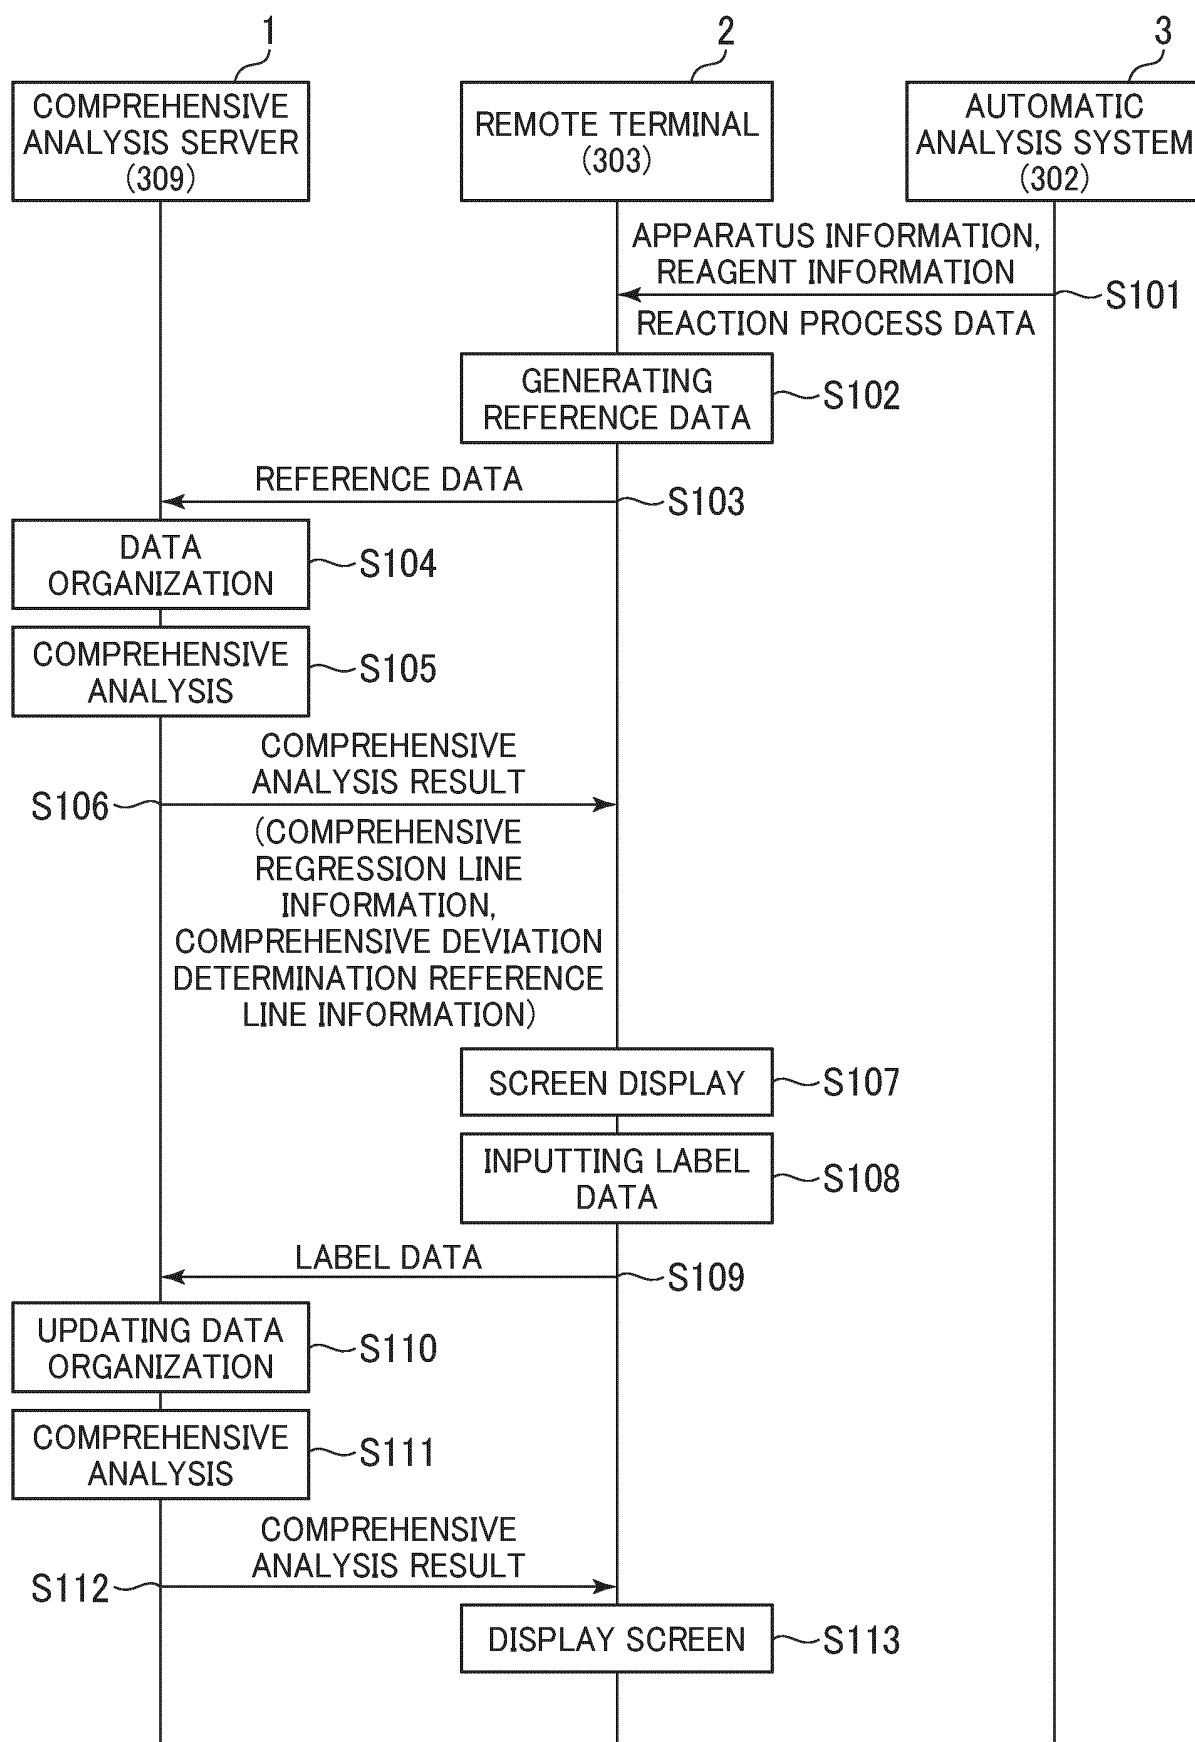 1
2
3
COMPREHENSIVE
ANALYSIS SERVER
(309)
REMOTE TERMINAL
(303)
AUTOMATIC
ANALYSIS SYSTEM
(302)
APPARATUS INFORMATION,
REAGENT INFORMATION
S101
REACTION PROCESS DATA
GENERATING
REFERENCE DATA
S102
REFERENCE DATA
S103
DATA
ORGANIZATION
S104
COMPREHENSIVE
ANALYSIS
S105
COMPREHENSIVE
ANALYSIS RESULT
S106
(COMPREHENSIVE
REGRESSION LINE
INFORMATION,
COMPREHENSIVE DEVIATION
DETERMINATION REFERENCE
LINE INFORMATION)
SCREEN DISPLAY
S107
INPUTTING LABEL
DATA
S108
LABEL DATA
S109
UPDATING DATA
ORGANIZATION
S110
COMPREHENSIVE
ANALYSIS
S111
COMPREHENSIVE
ANALYSIS RESULT
S112
DISPLAY SCREEN
S113